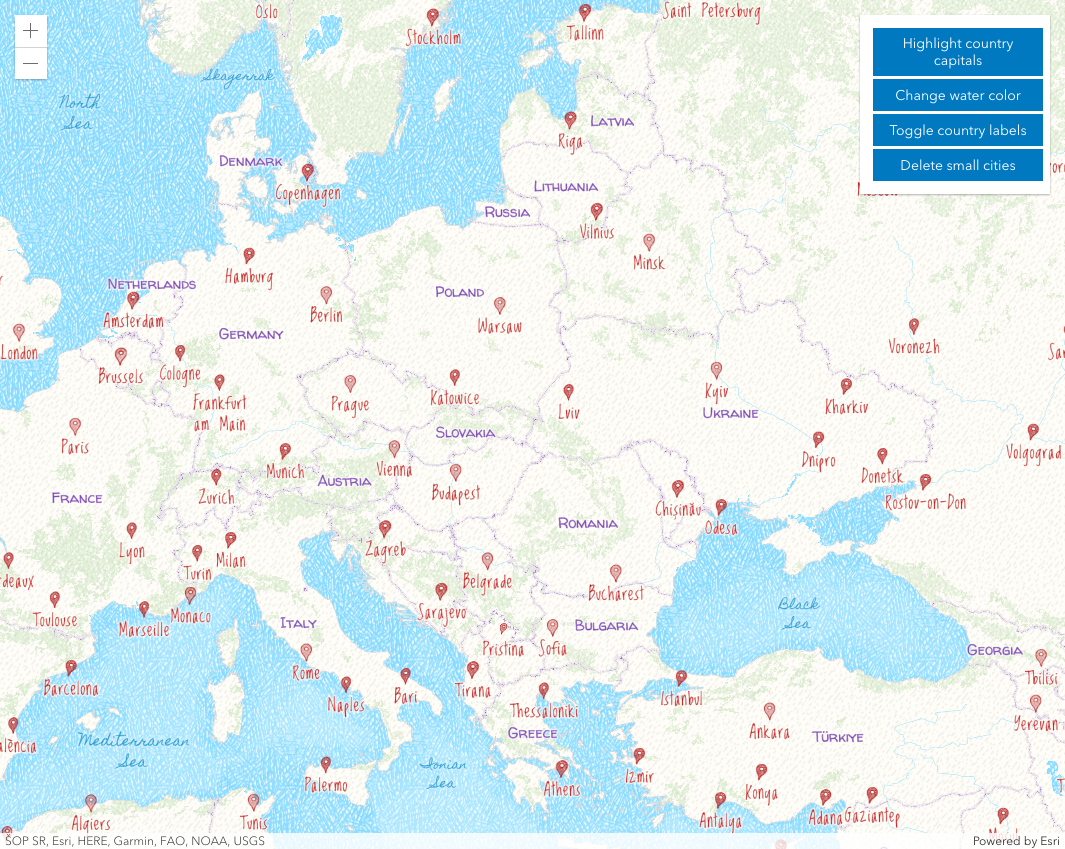 Oslo
Stockholm
Tallinn
Saint Petersburg
Highlight country
capitals
Change water color
Toggle country labels
Delete small cities
Skagerrak
North
Sea
Riga
LATVIA
DENMARK
Copenhagen
LITHUANIA
RUSSIA
Vilnius
Minsk
Hamburg
NETHERLANDS
Amsterdam
Berlin
POLAND
Warsaw
GERMANY
London
Brussels
Cologne
Frankfurt
am Main
Prague
Katowice
Lviv
Kyiv
UKRAINE
Kharkiv
Voronezh
Paris
SLOVAKIA
Dnipro
Donetsk
Volgograd
Munich
Vienna
Zurich
AUSTRIA
Budapest
FRANCE
Chișinău
Odesa
Rostov-on-Don
ROMANIA
Lyon
Turin
Milan
Zagreb
Belgrade
Bucharest
deaux
Toulouse
Marseille
Monaco
Sarajevo
Black
Sea
ITALY
Pristina
Sofia
BULGARIA
GEORGIA
Tbilisi
Barcelona
Rome
Naples
Bari
Tirana
Thessaloniki
Istanbul
Yerevan
Ankara
TÜRKIYE
alència
Mediterranean
Sea
Ionian
Sea
GREECE
Palermo
Athens
Izmir
Konya
Antalya
Adana
Gaziantep
Algiers
Tunis
ŠOP SR, Esri, HERE, Garmin, FAO, NOAA, USGS
Powered by Esri